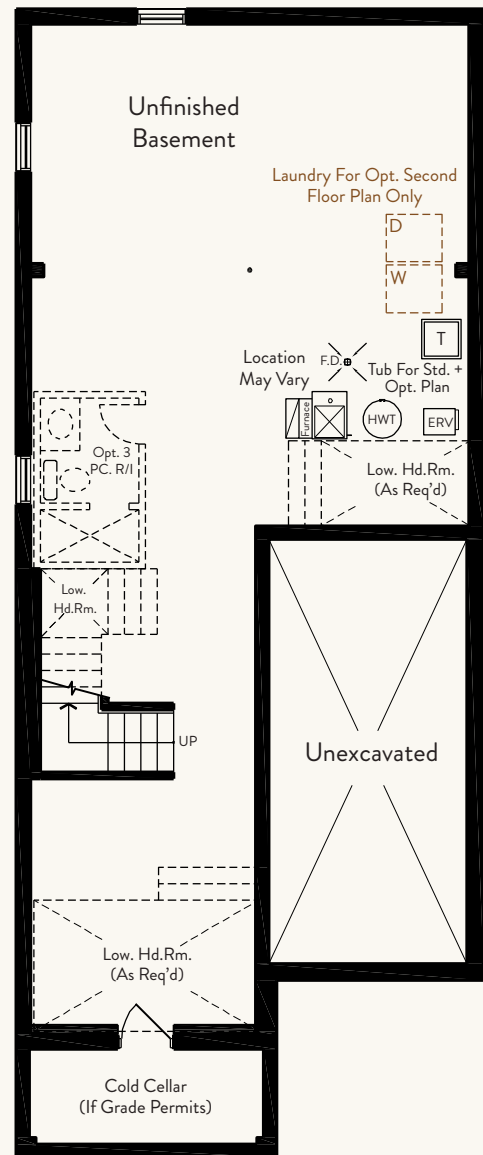 Unfinished
Basement
Laundry For Opt. Second
Floor Plan Only
D
W
T
Location
May Vary
F.D.
Tub For Std. +
Opt. Plan
Furnace
HWT
ERV
Opt. 3
PC. R/I
Low. Hd.Rm.
(As Req'd)
Low.
Hd.Rm.
UP
Unexcavated
Low. Hd.Rm.
(As Req'd)
Cold Cellar
(If Grade Permits)